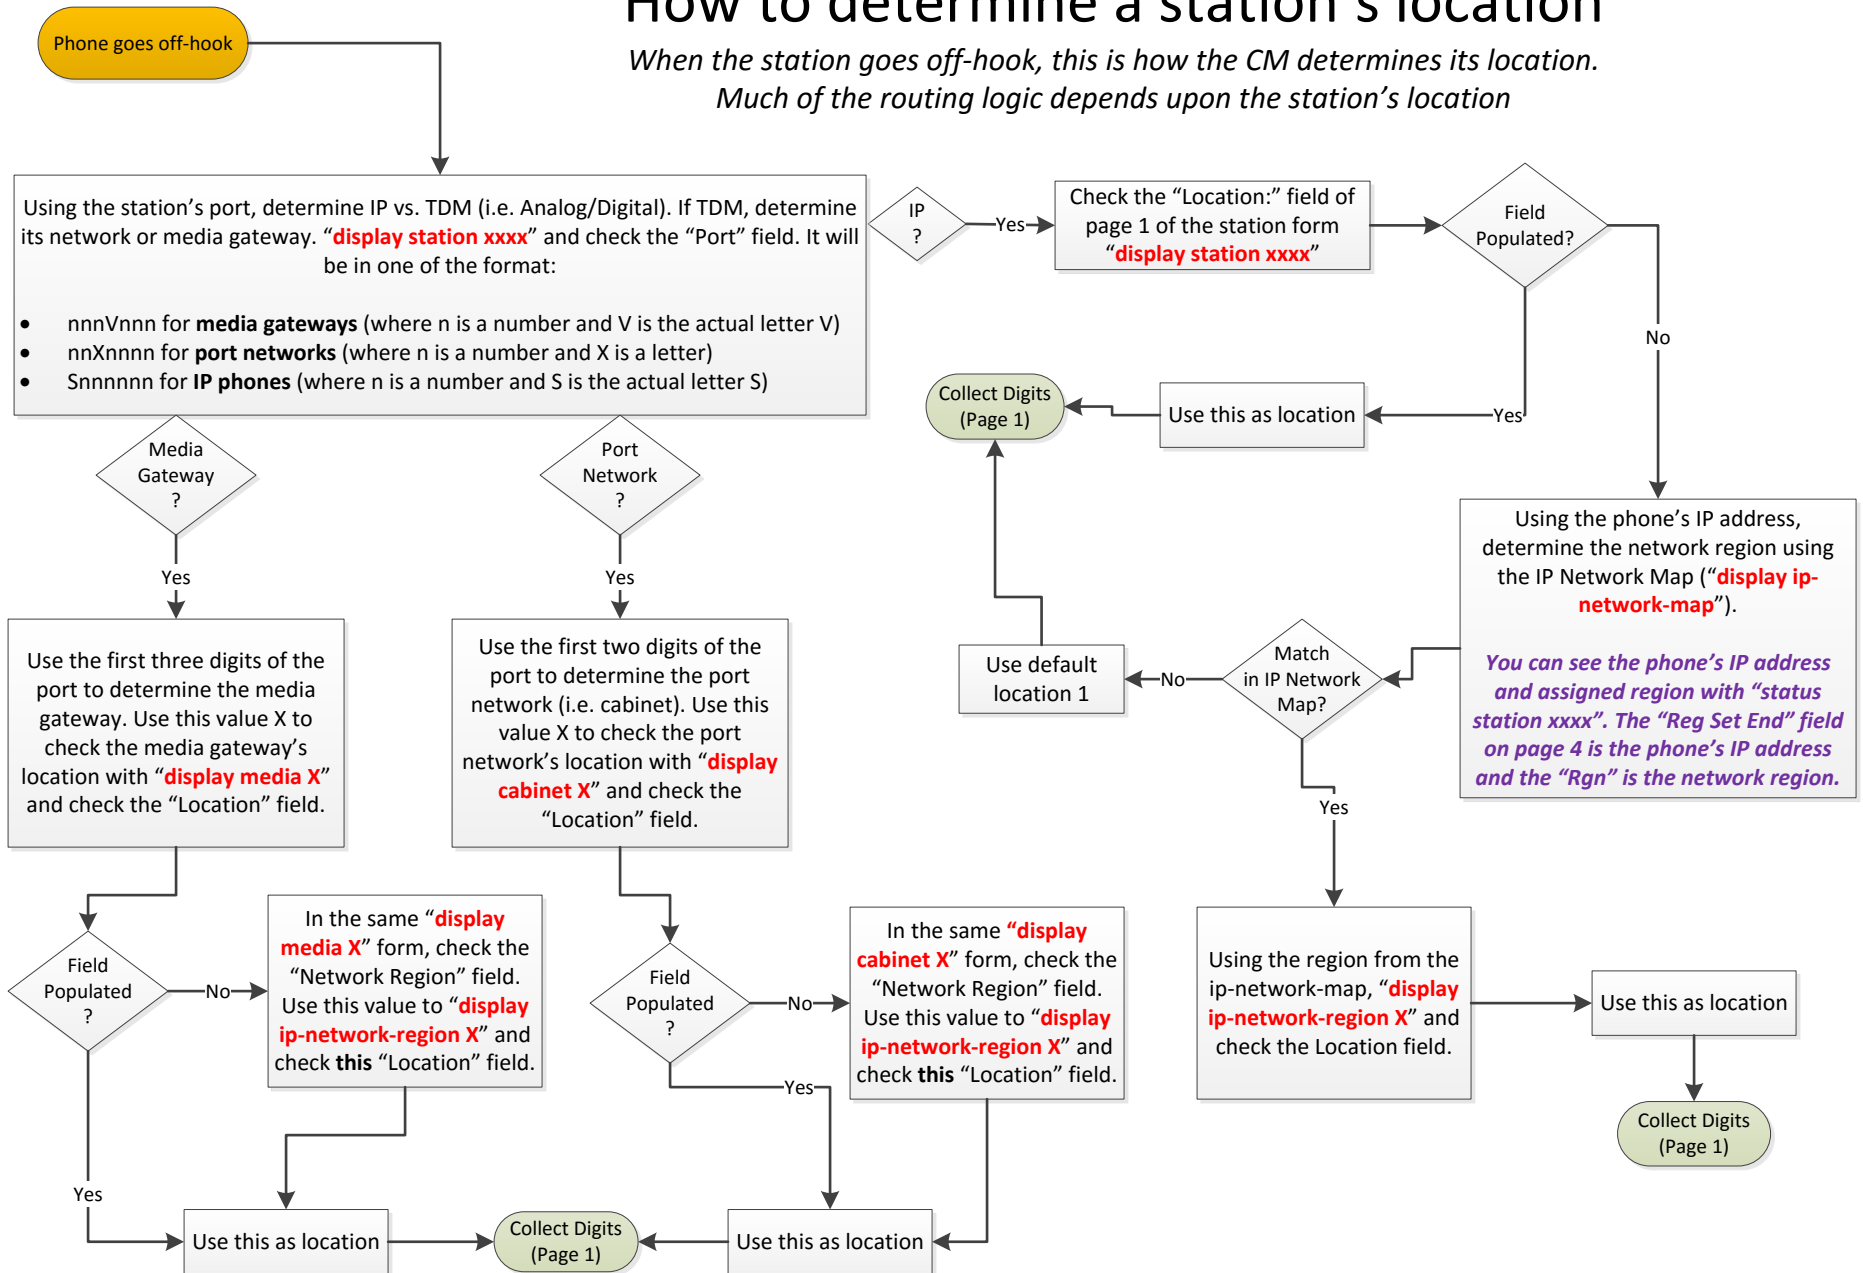 How to determine a station's location
When the station goes off-hook, this is how the CM determines its location.
Much of the routing logic depends upon the station's location
Phone goes off-hook
Using the station's port, determine IP vs. TDM (i.e. Analog/Digital). If TDM, determine
its network or media gateway. “display station xxxx” and check the “Port” field. It will
be in one of the format:
• nnnVnnn for media gateways (where n is a number and V is the actual letter V)
• nnXnnnn for port networks (where n is a number and X is a letter)
• Snnnnnn for IP phones (where n is a number and S is the actual letter S)
IP
?
Yes
Check the “Location:” field of
page 1 of the station form
“display station xxxx”
Field
Populated?
No
Yes
Use this as location
Collect Digits
(Page 1)
Using the phone's IP address,
determine the network region using
the IP Network Map (“display ip-
network-map”).
You can see the phone's IP address
and assigned region with “status
station xxxx”. The “Reg Set End” field
on page 4 is the phone's IP address
and the “Rgn” is the network region.
Match
in IP Network
Map?
No
Use default
location 1
Yes
Using the region from the
ip-network-map, “display
ip-network-region X” and
check the Location field.
Use this as location
Collect Digits
(Page 1)
Media
Gateway
?
Yes
Use the first three digits of the
port to determine the media
gateway. Use this value X to
check the media gateway's
location with “display media X”
and check the “Location” field.
Field
Populated
?
No
In the same “display
media X” form, check the
“Network Region” field.
Use this value to “display
ip-network-region X” and
check this “Location” field.
Yes
Use this as location
Port
Network
?
Yes
Use the first two digits of the
port to determine the port
network (i.e. cabinet). Use this
value X to check the port
network's location with “display
cabinet X” and check the
“Location” field.
Field
Populated
?
No
In the same “display
cabinet X” form, check the
“Network Region” field.
Use this value to “display
ip-network-region X” and
check this “Location” field.
Yes
Use this as location
Collect Digits
(Page 1)